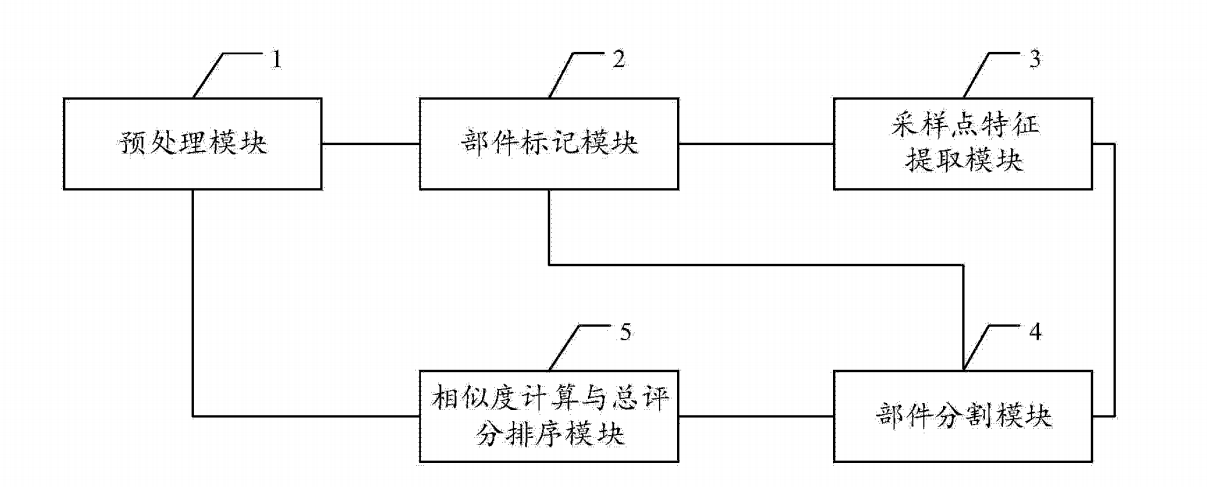 1
预处理模块
2
部件标记模块
3
采样点特征
提取模块
5
相似度计算与总评
分排序模块
4
部件分割模块